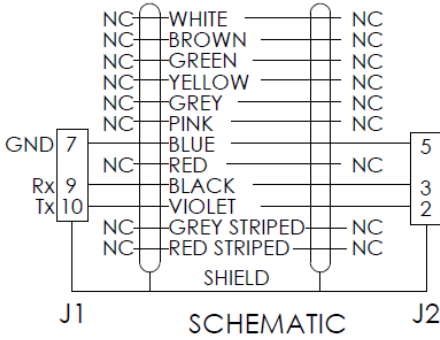 NC WHITE NC
NC BROWN NC
NC GREEN NC
NC YELLOW NC
NC GREY NC
NC PINK NC
GND 7 BLUE 5
NC RED NC
Rx 9 BLACK 3
Tx 10 VIOLET 2
NC GREY STRIPED NC
NC RED STRIPED NC
SHIELD
J1 SCHEMATIC J2